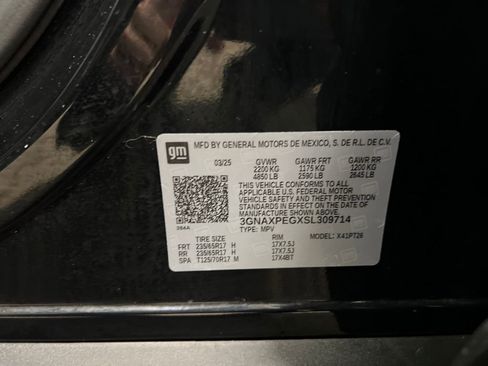 gm
MFD BY GENERAL MOTORS DE MEXICO, S. DE R.L. DE C.V.
03/25 GVWR GAWR FRT GAWR RR
2200 KG 1175 KG 1200 KG
4850 LB 2590 LB 2645 LB
THIS VEHICLE CONFORMS TO ALL
APPLICABLE U.S. FEDERAL MOTOR
VEHICLE SAFETY AND THEFT PREVENTION
STANDARDS IN EFFECT ON THE DATE OF
MANUFACTURE SHOWN ABOVE.
3GNAXPEGXSL309714
TYPE: MPV MODEL: X41PT26
TIRE SIZE RIM
FRT 235/65R17 H 17X7.5J
RR 235/65R17 H 17X7.5J
SPA T125/70R17 M 17X4BT